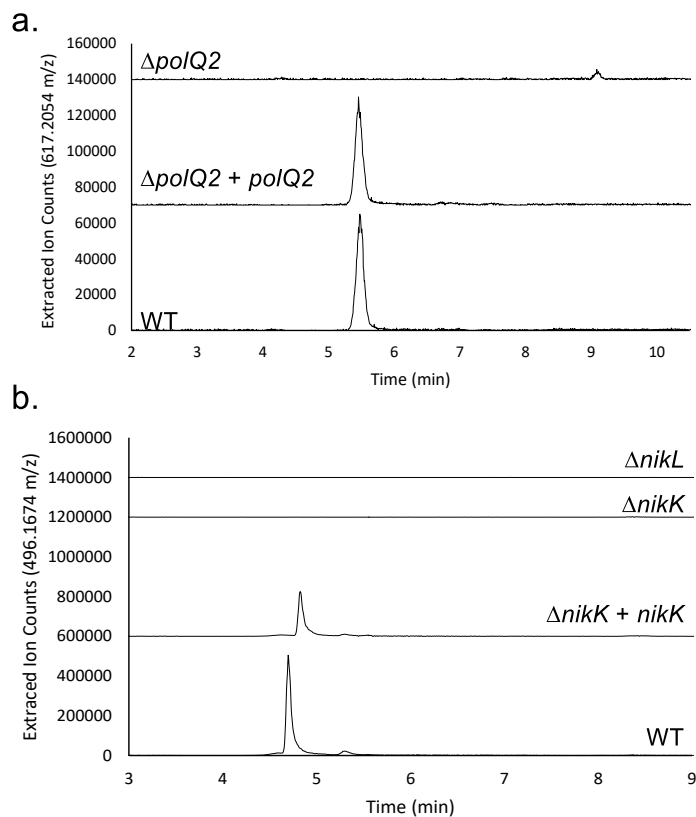 a.
Extracted Ion Counts (617.2054 m/z)
160000
140000
120000
100000
80000
60000
40000
20000
0
ΔpolQ2
ΔpolQ2 + polQ2
WT
2 3 4 5 6 7 8 9 10
Time (min)
b.
Extraced Ion Counts (496.1674 m/z)
1600000
1400000
1200000
1000000
800000
600000
400000
200000
0
ΔnikL
ΔnikK
ΔnikK + nikK
WT
3 4 5 6 7 8 9
Time (min)